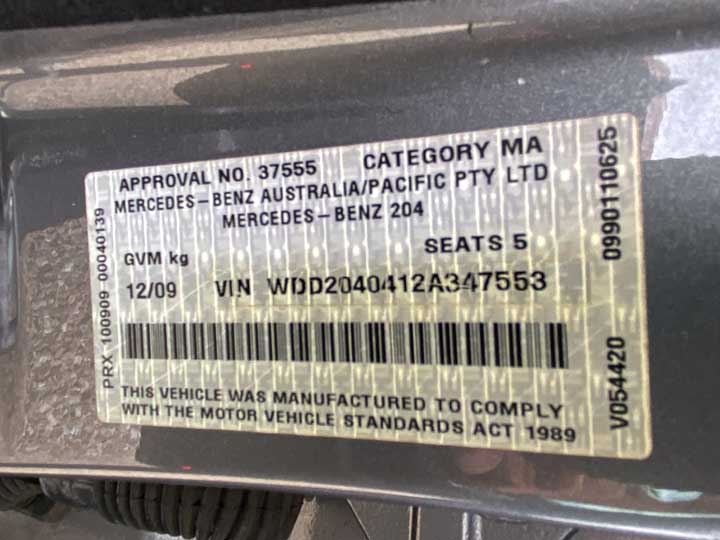 APPROVAL NO. 37555 CATEGORY MA
MERCEDES-BENZ AUSTRALIA/PACIFIC PTY LTD
MERCEDES-BENZ 204
GVM kg SEATS 5
12/09 VIN WDD2040412A347553
THIS VEHICLE WAS MANUFACTURED TO COMPLY
WITH THE MOTOR VEHICLE STANDARDS ACT 1989
PRX 100909 00040139
V054420 0990110625